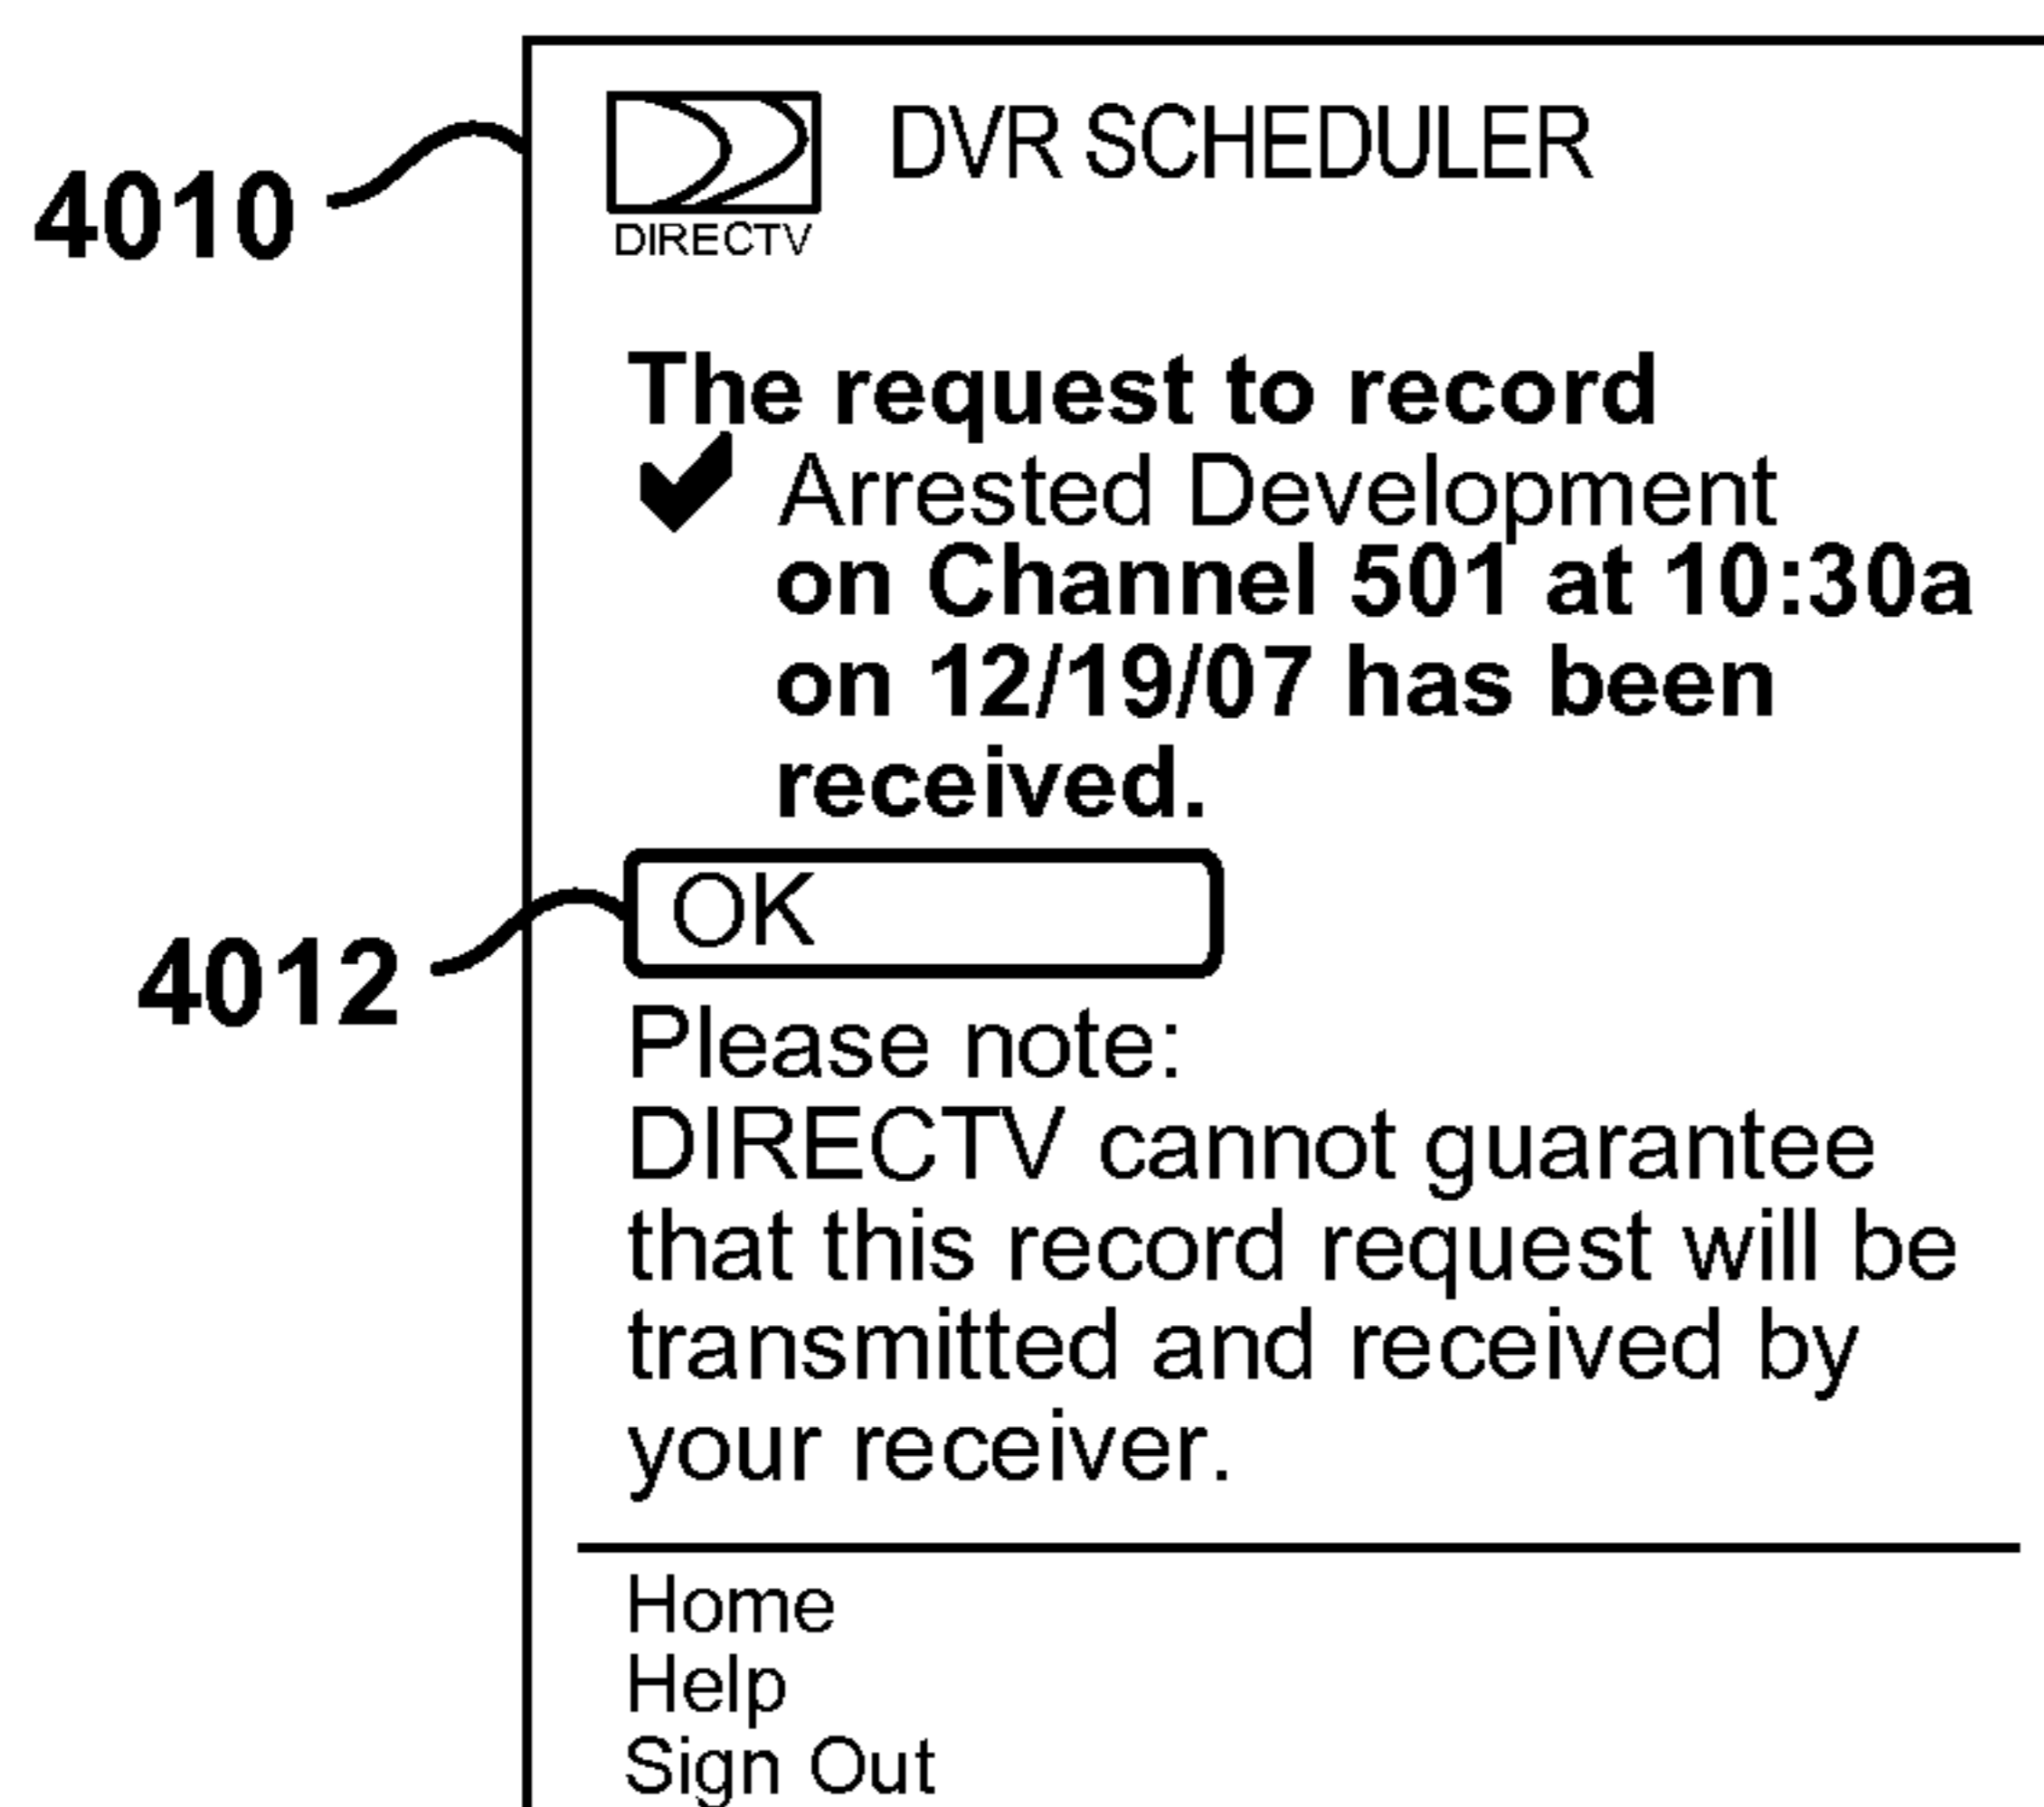 4010
DVR SCHEDULER
DIRECTV
The request to record
Arrested Development
on Channel 501 at 10:30a
on 12/19/07 has been
received.
OK
4012
Please note:
DIRECTV cannot guarantee
that this record request will be
transmitted and received by
your receiver.
Home
Help
Sign Out